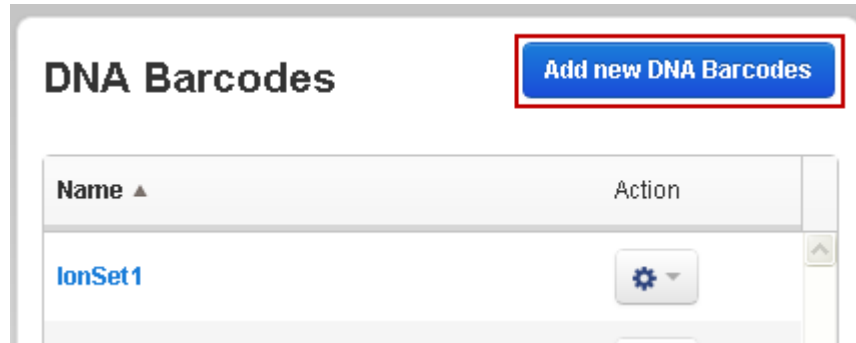 DNA Barcodes
Add new DNA Barcodes
Name
Action
IonSet1